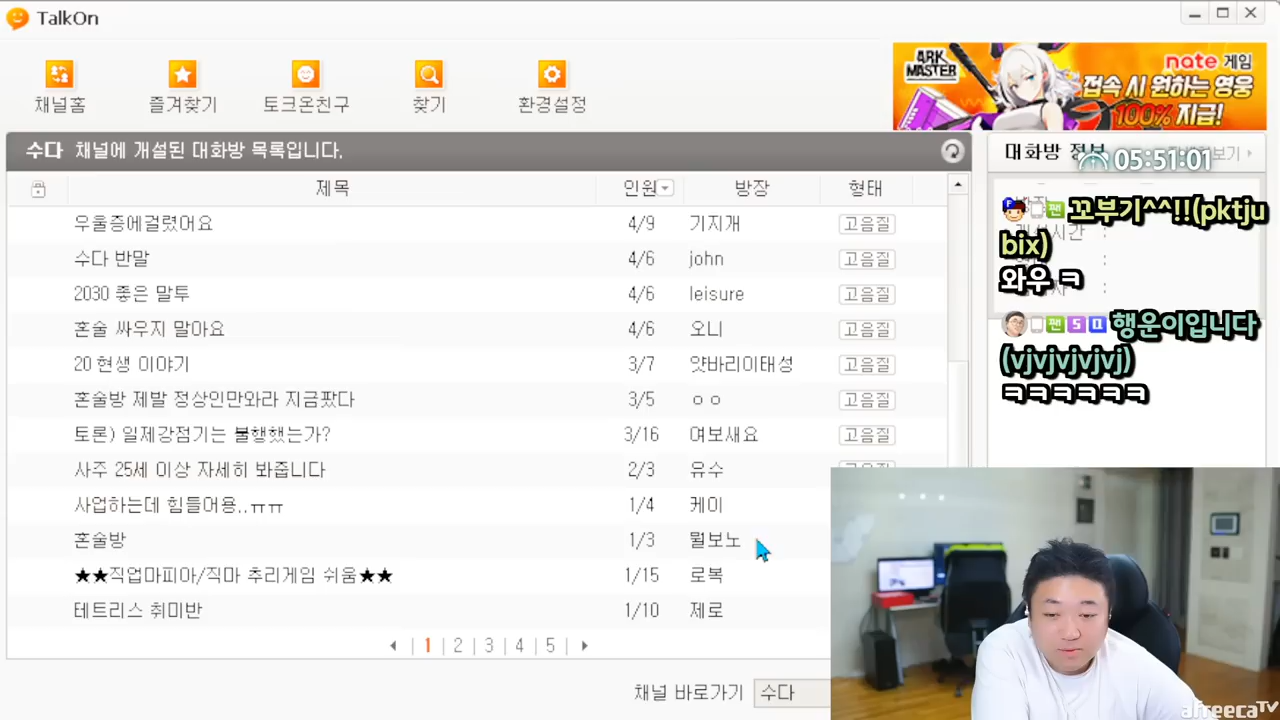 TalkOn
채널홈 즐겨찾기 토크온친구 찾기 환경설정
ARK MASTER
nate 게임
접속 시 원하는 영웅
100% 지급!
수다 채널에 개설된 대화방 목록입니다.
대화방 정보
05:51:01
제목 인원 방장 형태
우울증에걸렸어요 4/9 기지개 고음질
수다 반말 4/6 john 고음질
2030 좋은 말투 4/6 leisure 고음질
혼술 싸우지 말아요 4/6 오니 고음질
20 현생 이야기 3/7 얏바리이태성 고음질
혼술방 제발 정상인만와라 지금팠다 3/5 ㅇㅇ 고음질
토론) 일제강점기는 불행했는가? 3/16 여보새요 고음질
사주 25세 이상 자세히 봐줍니다 2/3 유수
사업하는데 힘들어용..ㅠㅠ 1/4 케이
혼술방 1/3 뭘보노
★★직업마피아/직마 추리게임 쉬움★★ 1/15 로복
테트리스 취미반 1/10 제로
1 2 3 4 5
채널 바로가기 수다
팬 꼬부기^^!!(pktju
bix)
와우 ㅋ
팬 5 행운이입니다
(vjvjvjvjvj)
ㅋㅋㅋㅋㅋㅋ
afreecaTV